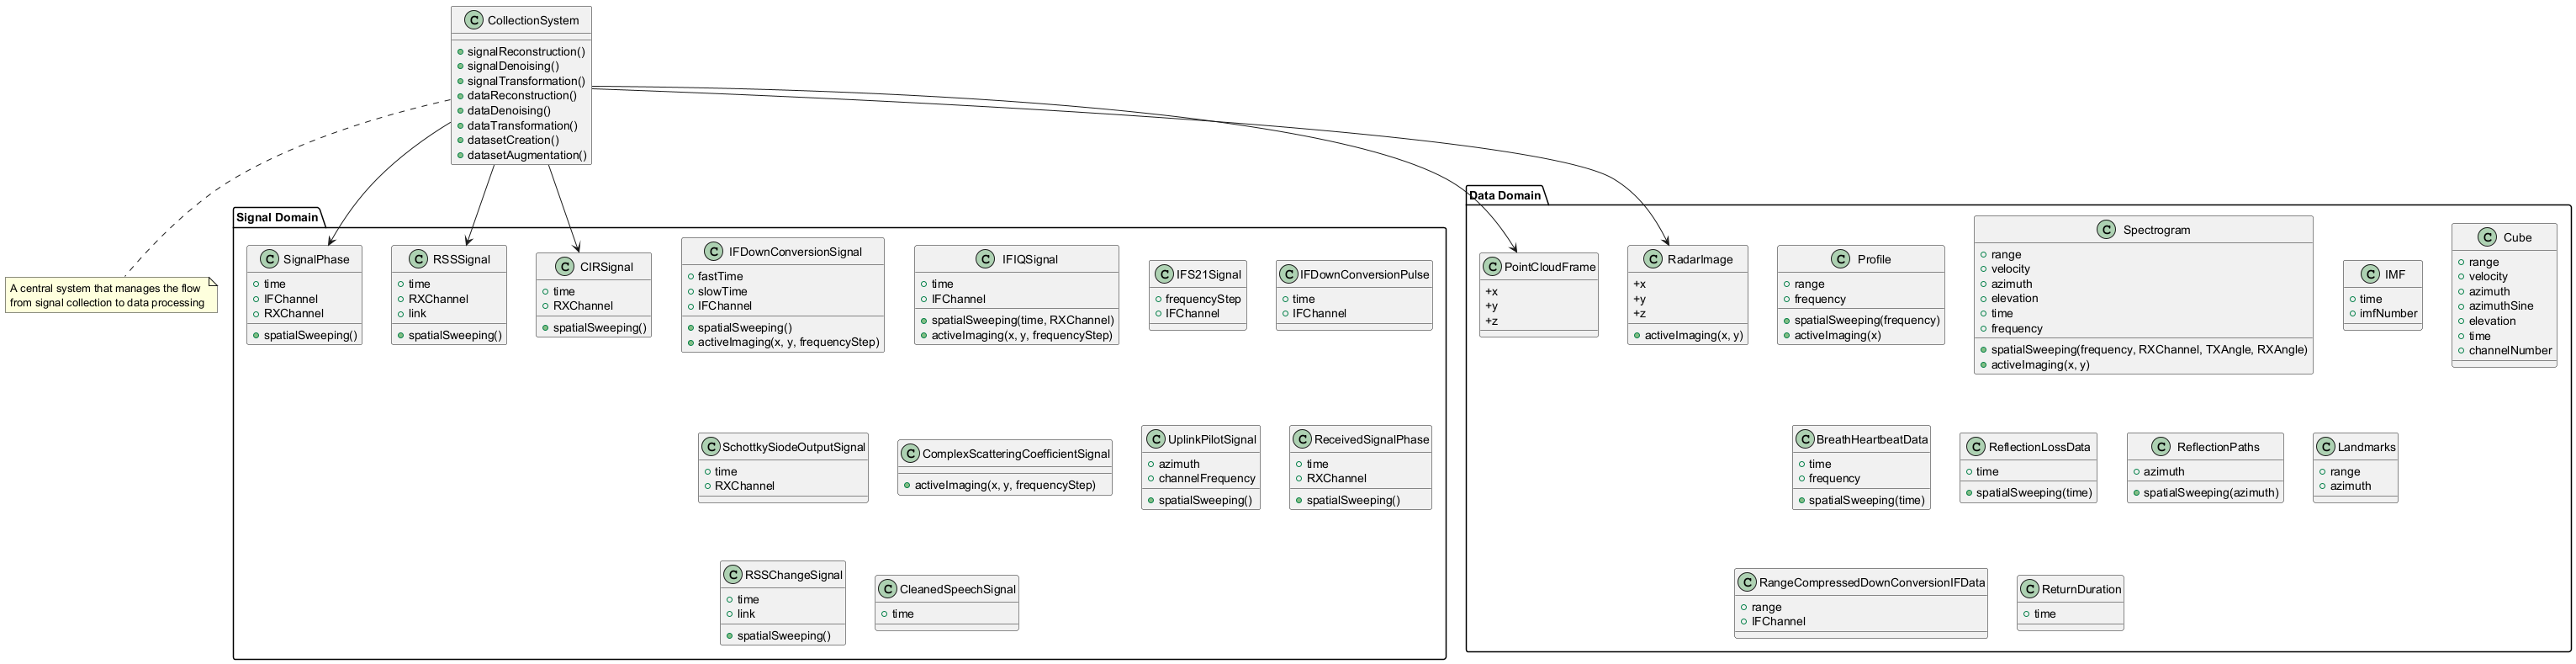 CollectionSystem
signalReconstruction()
signalDenoising()
signalTransformation()
dataReconstruction()
dataDenoising()
dataTransformation()
datasetCreation()
datasetAugmentation()
A central system that manages the flow
from signal collection to data processing
Signal Domain
SignalPhase
time
IFChannel
RXChannel
spatialSweeping()
RSSSignal
time
RXChannel
link
spatialSweeping()
CIRSignal
time
RXChannel
spatialSweeping()
IFDownConversionSignal
fastTime
slowTime
IFChannel
spatialSweeping()
activeImaging(x, y, frequencyStep)
IFIQSignal
time
IFChannel
spatialSweeping(time, RXChannel)
activeImaging(x, y, frequencyStep)
IFS21Signal
frequencyStep
IFChannel
IFDownConversionPulse
time
IFChannel
SchottkySiodeOutputSignal
time
RXChannel
ComplexScatteringCoefficientSignal
activeImaging(x, y, frequencyStep)
UplinkPilotSignal
azimuth
channelFrequency
spatialSweeping()
ReceivedSignalPhase
time
RXChannel
spatialSweeping()
RSSChangeSignal
time
link
spatialSweeping()
CleanedSpeechSignal
time
Data Domain
PointCloudFrame
+x
+y
+z
RadarImage
+x
+y
+z
activeImaging(x, y)
Profile
range
frequency
spatialSweeping(frequency)
activeImaging(x)
Spectrogram
range
velocity
azimuth
elevation
time
frequency
spatialSweeping(frequency, RXChannel, TXAngle, RXAngle)
activeImaging(x, y)
IMF
time
imfNumber
Cube
range
velocity
azimuth
azimuthSine
elevation
time
channelNumber
BreathHeartbeatData
time
frequency
spatialSweeping(time)
ReflectionLossData
time
spatialSweeping(time)
ReflectionPaths
azimuth
spatialSweeping(azimuth)
Landmarks
range
azimuth
RangeCompressedDownConversionIFData
range
IFChannel
ReturnDuration
time